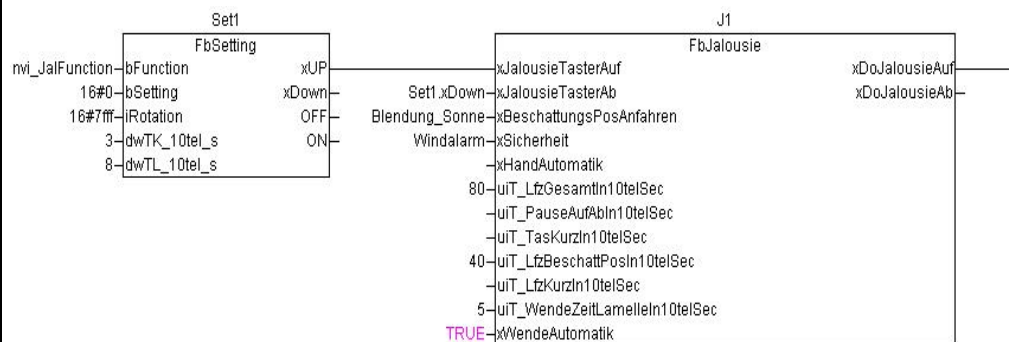 Set1 J1
FbSetting FbJalousie
nvi_JalFunction bFunction xUP xJalousieTasterAuf xDoJalousieAuf
16#0 bSetting xDown Set1.xDown xJalousieTasterAb xDoJalousieAb
16#7fff iRotation OFF Blendung_Sonne xBeschattungsPosAnfahren
3 dwTK_10tel_s ON Windalarm xSicherheit
8 dwTL_10tel_s xHandAutomatik
80 uiT_LfzGesamtIn10telSec
uiT_PauseAufAbIn10telSec
uiT_TasKurzIn10telSec
40 uiT_LfzBeschattPosIn10telSec
uiT_LfzKurzIn10telSec
5 uiT_WendeZeitLamelleIn10telSec
TRUE xWendeAutomatik